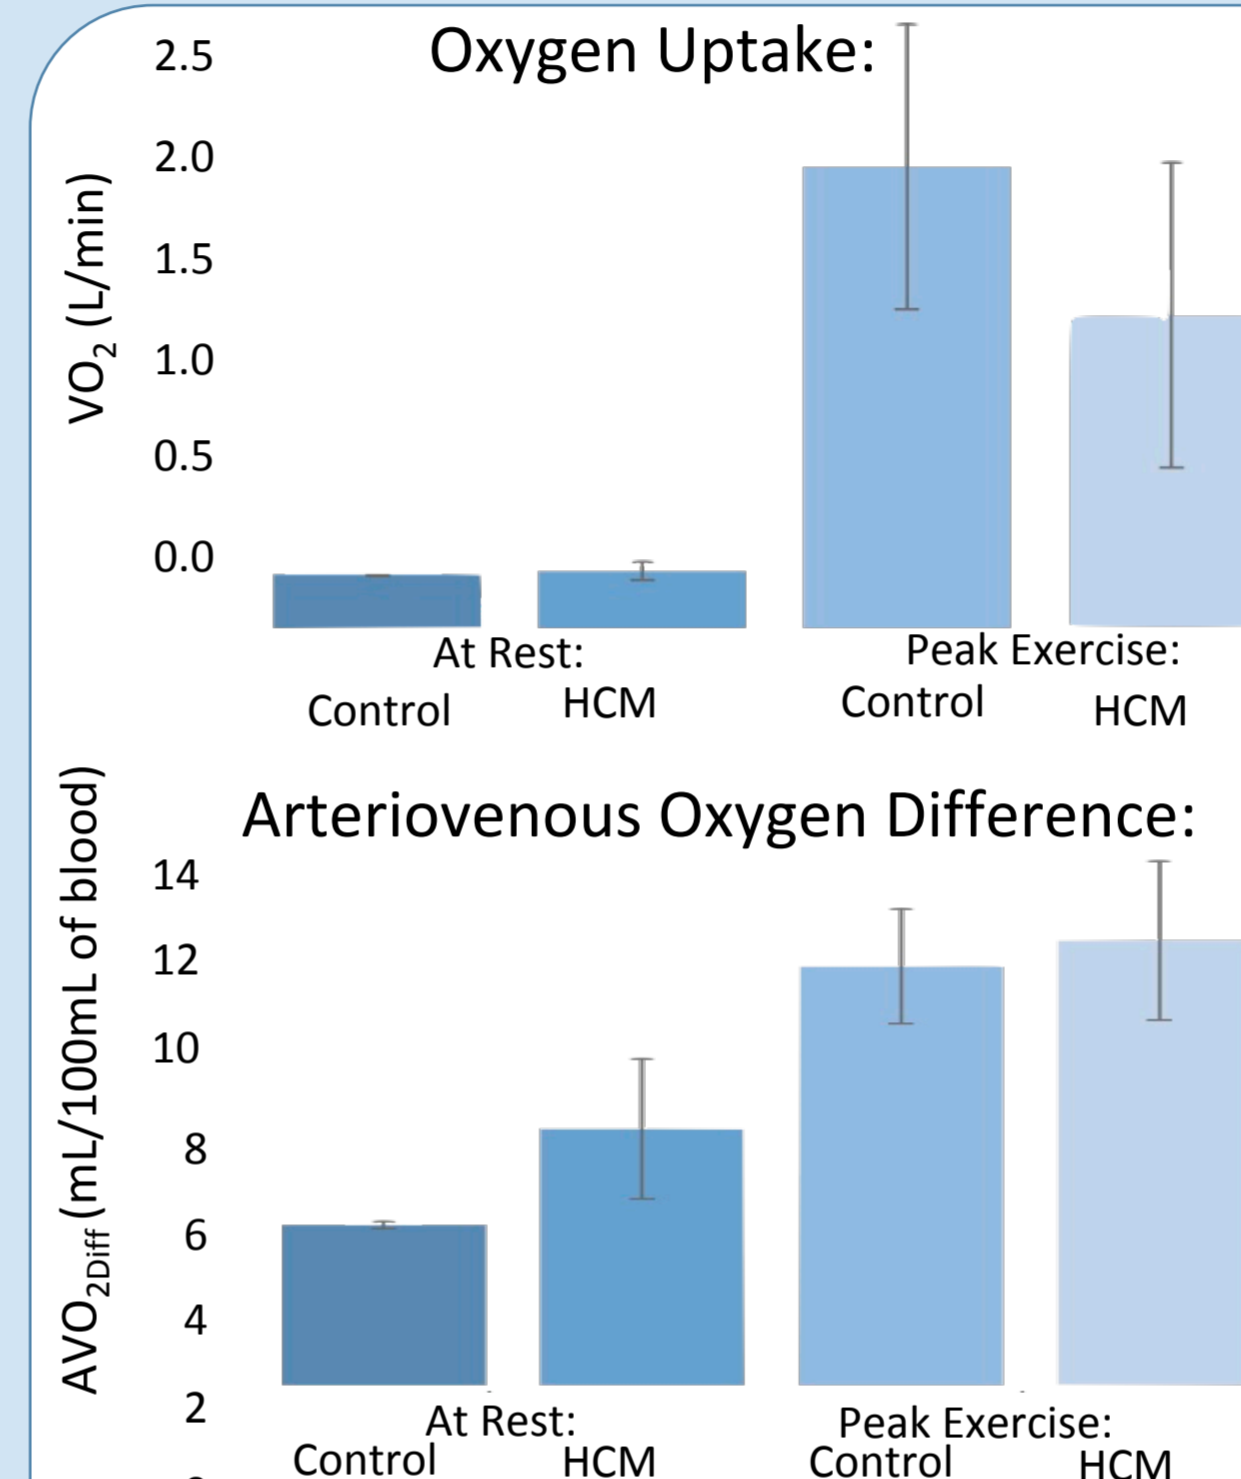 Oxygen Uptake:
VO2 (L/min)
2.5
2.0
1.5
1.0
0.5
0.0
At Rest:
Peak Exercise:
Control
HCM
Control
HCM
Arteriovenous Oxygen Difference:
AVO2Diff (mL/100mL of blood)
14
12
10
8
6
4
2
At Rest:
Peak Exercise:
Control
HCM
Control
HCM